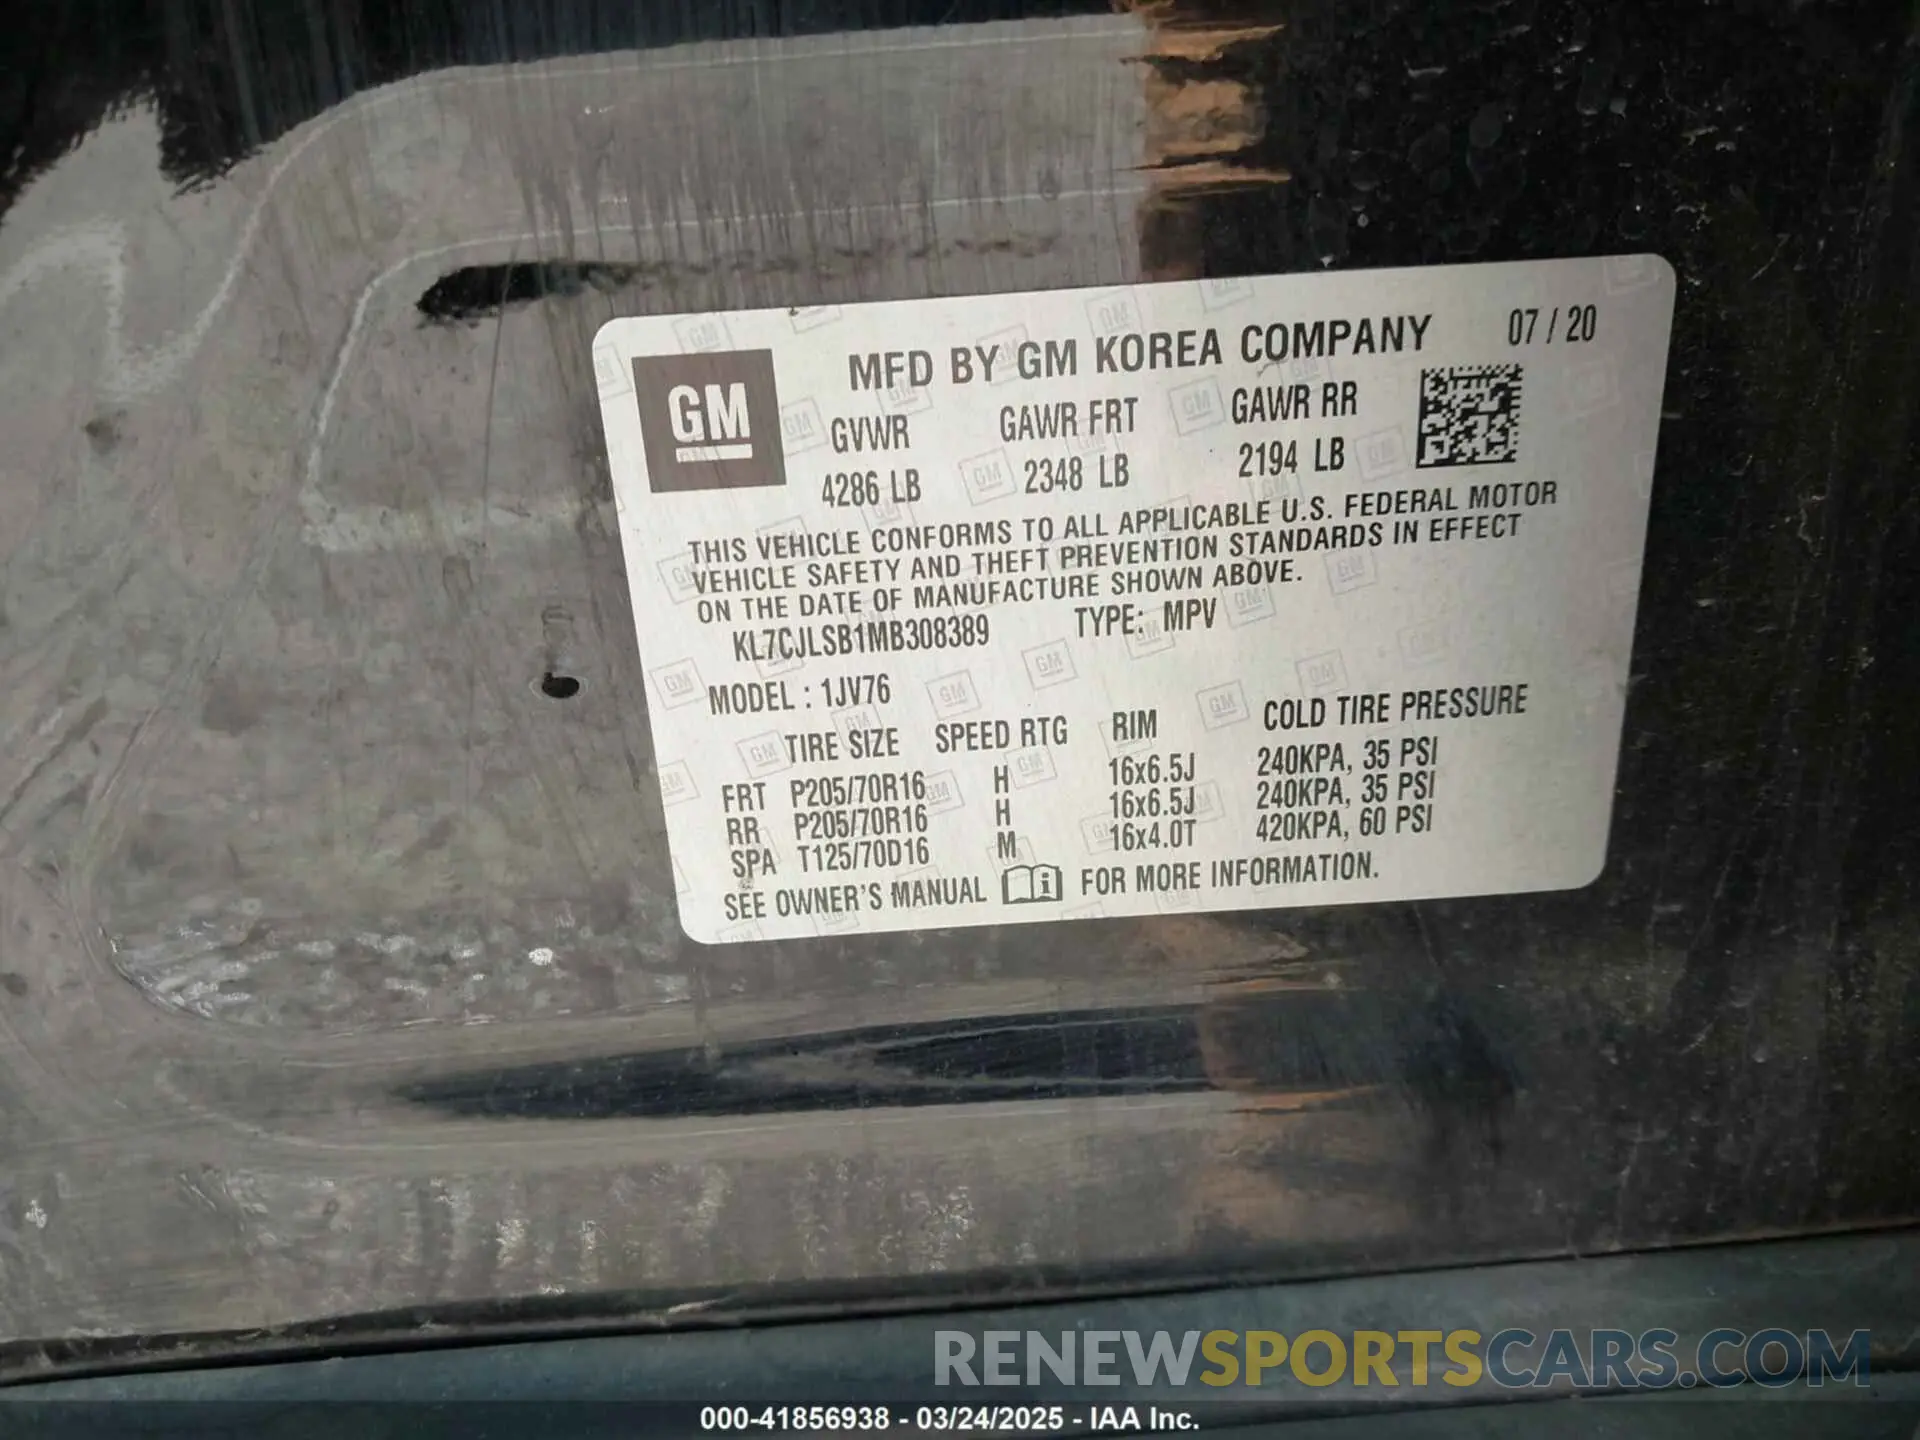 GM
MFD BY GM KOREA COMPANY 07 / 20
GVWR GAWR FRT GAWR RR
4286 LB 2348 LB 2194 LB
THIS VEHICLE CONFORMS TO ALL APPLICABLE U.S. FEDERAL MOTOR
VEHICLE SAFETY AND THEFT PREVENTION STANDARDS IN EFFECT
ON THE DATE OF MANUFACTURE SHOWN ABOVE.
KL7CJLSB1MB308389 TYPE: MPV
MODEL : 1JV76
TIRE SIZE SPEED RTG RIM COLD TIRE PRESSURE
FRT P205/70R16 H 16x6.5J 240KPA, 35 PSI
RR P205/70R16 H 16x6.5J 240KPA, 35 PSI
SPA T125/70D16 M 16x4.0T 420KPA, 60 PSI
SEE OWNER'S MANUAL i FOR MORE INFORMATION.
RENEWSPORTSCARS.COM
000-41856938 - 03/24/2025 - IAA Inc.